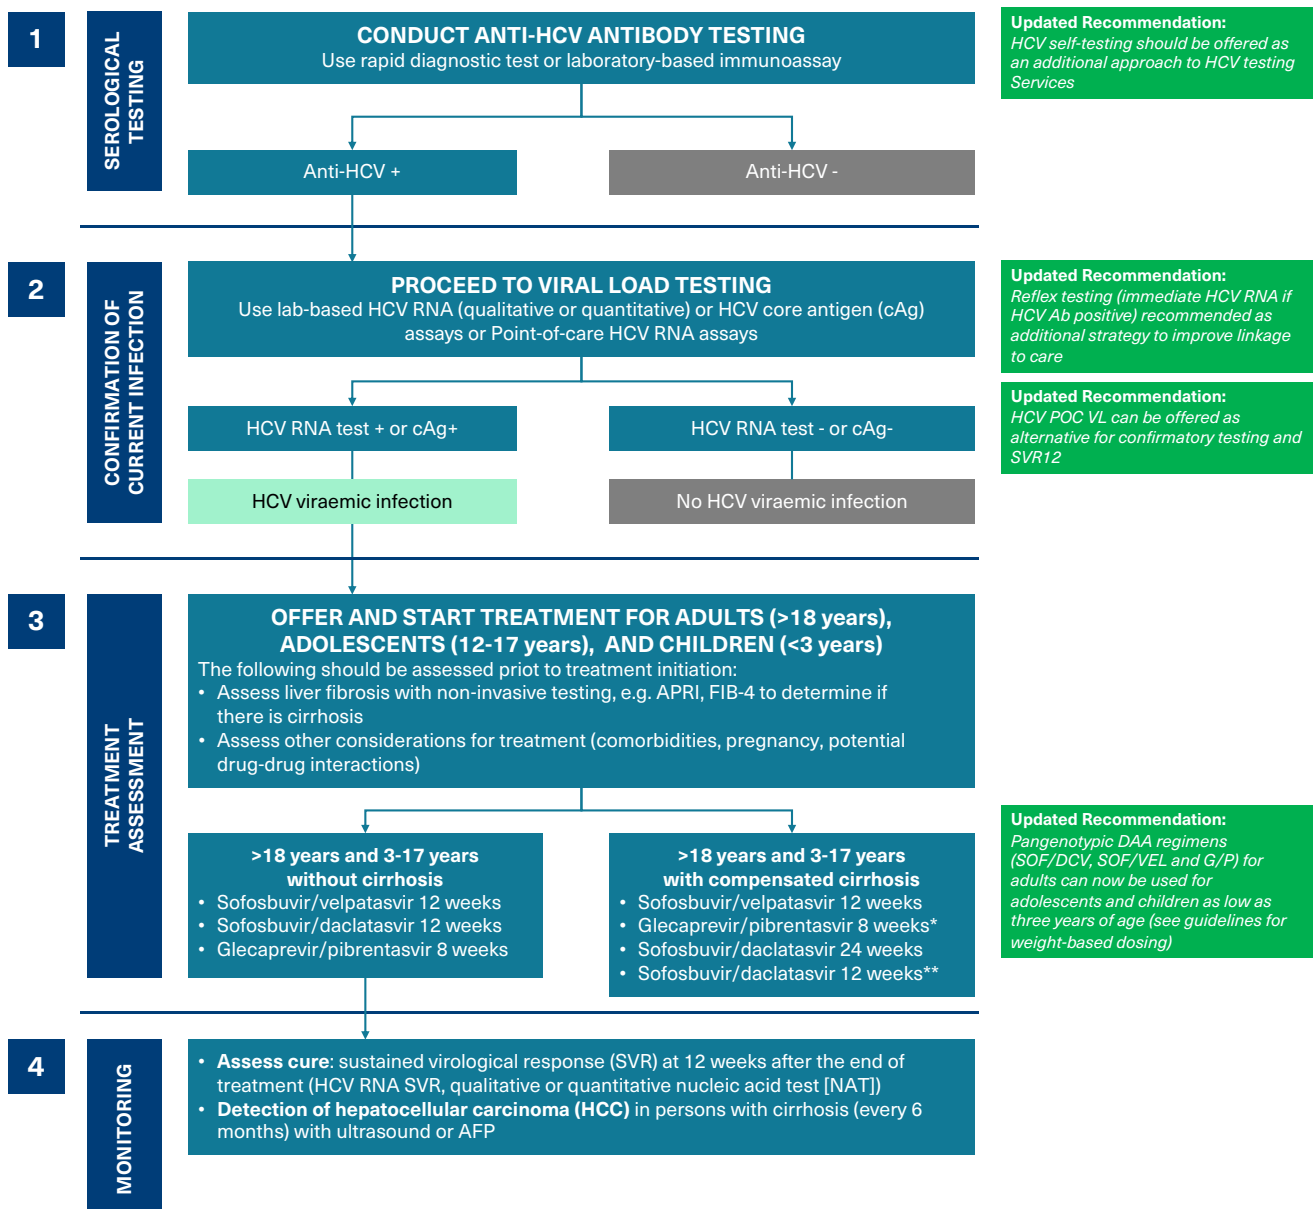 1
SEROLOGICAL
TESTING
CONDUCT ANTI-HCV ANTIBODY TESTING
Use rapid diagnostic test or laboratory-based immunoassay
Anti-HCV +
Anti-HCV -
Updated Recommendation:
HCV self-testing should be offered as
an additional approach to HCV testing
Services
2
CONFIRMATION OF
CURRENT INFECTION
PROCEED TO VIRAL LOAD TESTING
Use lab-based HCV RNA (qualitative or quantitative) or HCV core antigen (cAg)
assays or Point-of-care HCV RNA assays
HCV RNA test + or cAg+
HCV RNA test - or cAg-
HCV viraemic infection
No HCV viraemic infection
Updated Recommendation:
Reflex testing (immediate HCV RNA if
HCV Ab positive) recommended as
additional strategy to improve linkage
to care
Updated Recommendation:
HCV POC VL can be offered as
alternative for confirmatory testing and
SVR12
3
TREATMENT
ASSESSMENT
OFFER AND START TREATMENT FOR ADULTS (>18 years),
ADOLESCENTS (12-17 years), AND CHILDREN (<3 years)
The following should be assessed prior to treatment initiation:
• Assess liver fibrosis with non-invasive testing, e.g. APRI, FIB-4 to determine if
there is cirrhosis
• Assess other considerations for treatment (comorbidities, pregnancy, potential
drug-drug interactions)
>18 years and 3-17 years
without cirrhosis
• Sofosbuvir/velpatasvir 12 weeks
• Sofosbuvir/daclatasvir 12 weeks
• Glecaprevir/pibrentasvir 8 weeks
>18 years and 3-17 years
with compensated cirrhosis
• Sofosbuvir/velpatasvir 12 weeks
• Glecaprevir/pibrentasvir 8 weeks*
• Sofosbuvir/daclatasvir 24 weeks
• Sofosbuvir/daclatasvir 12 weeks**
Updated Recommendation:
Pangenotypic DAA regimens
(SOF/DCV, SOF/VEL and G/P) for
adults can now be used for
adolescents and children as low as
three years of age (see guidelines for
weight-based dosing)
4
MONITORING
• Assess cure: sustained virological response (SVR) at 12 weeks after the end of
treatment (HCV RNA SVR, qualitative or quantitative nucleic acid test [NAT])
• Detection of hepatocellular carcinoma (HCC) in persons with cirrhosis (every 6
months) with ultrasound or AFP